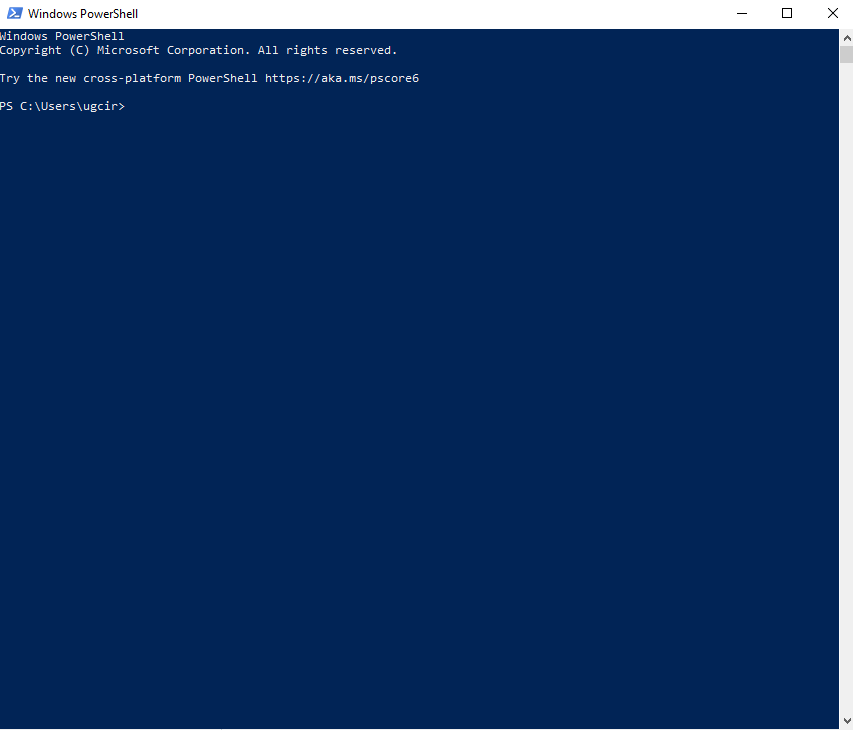 Windows PowerShell
Windows PowerShell
Copyright (C) Microsoft Corporation. All rights reserved.
Try the new cross-platform PowerShell https://aka.ms/pscore6
PS C:\Users\ugcir>